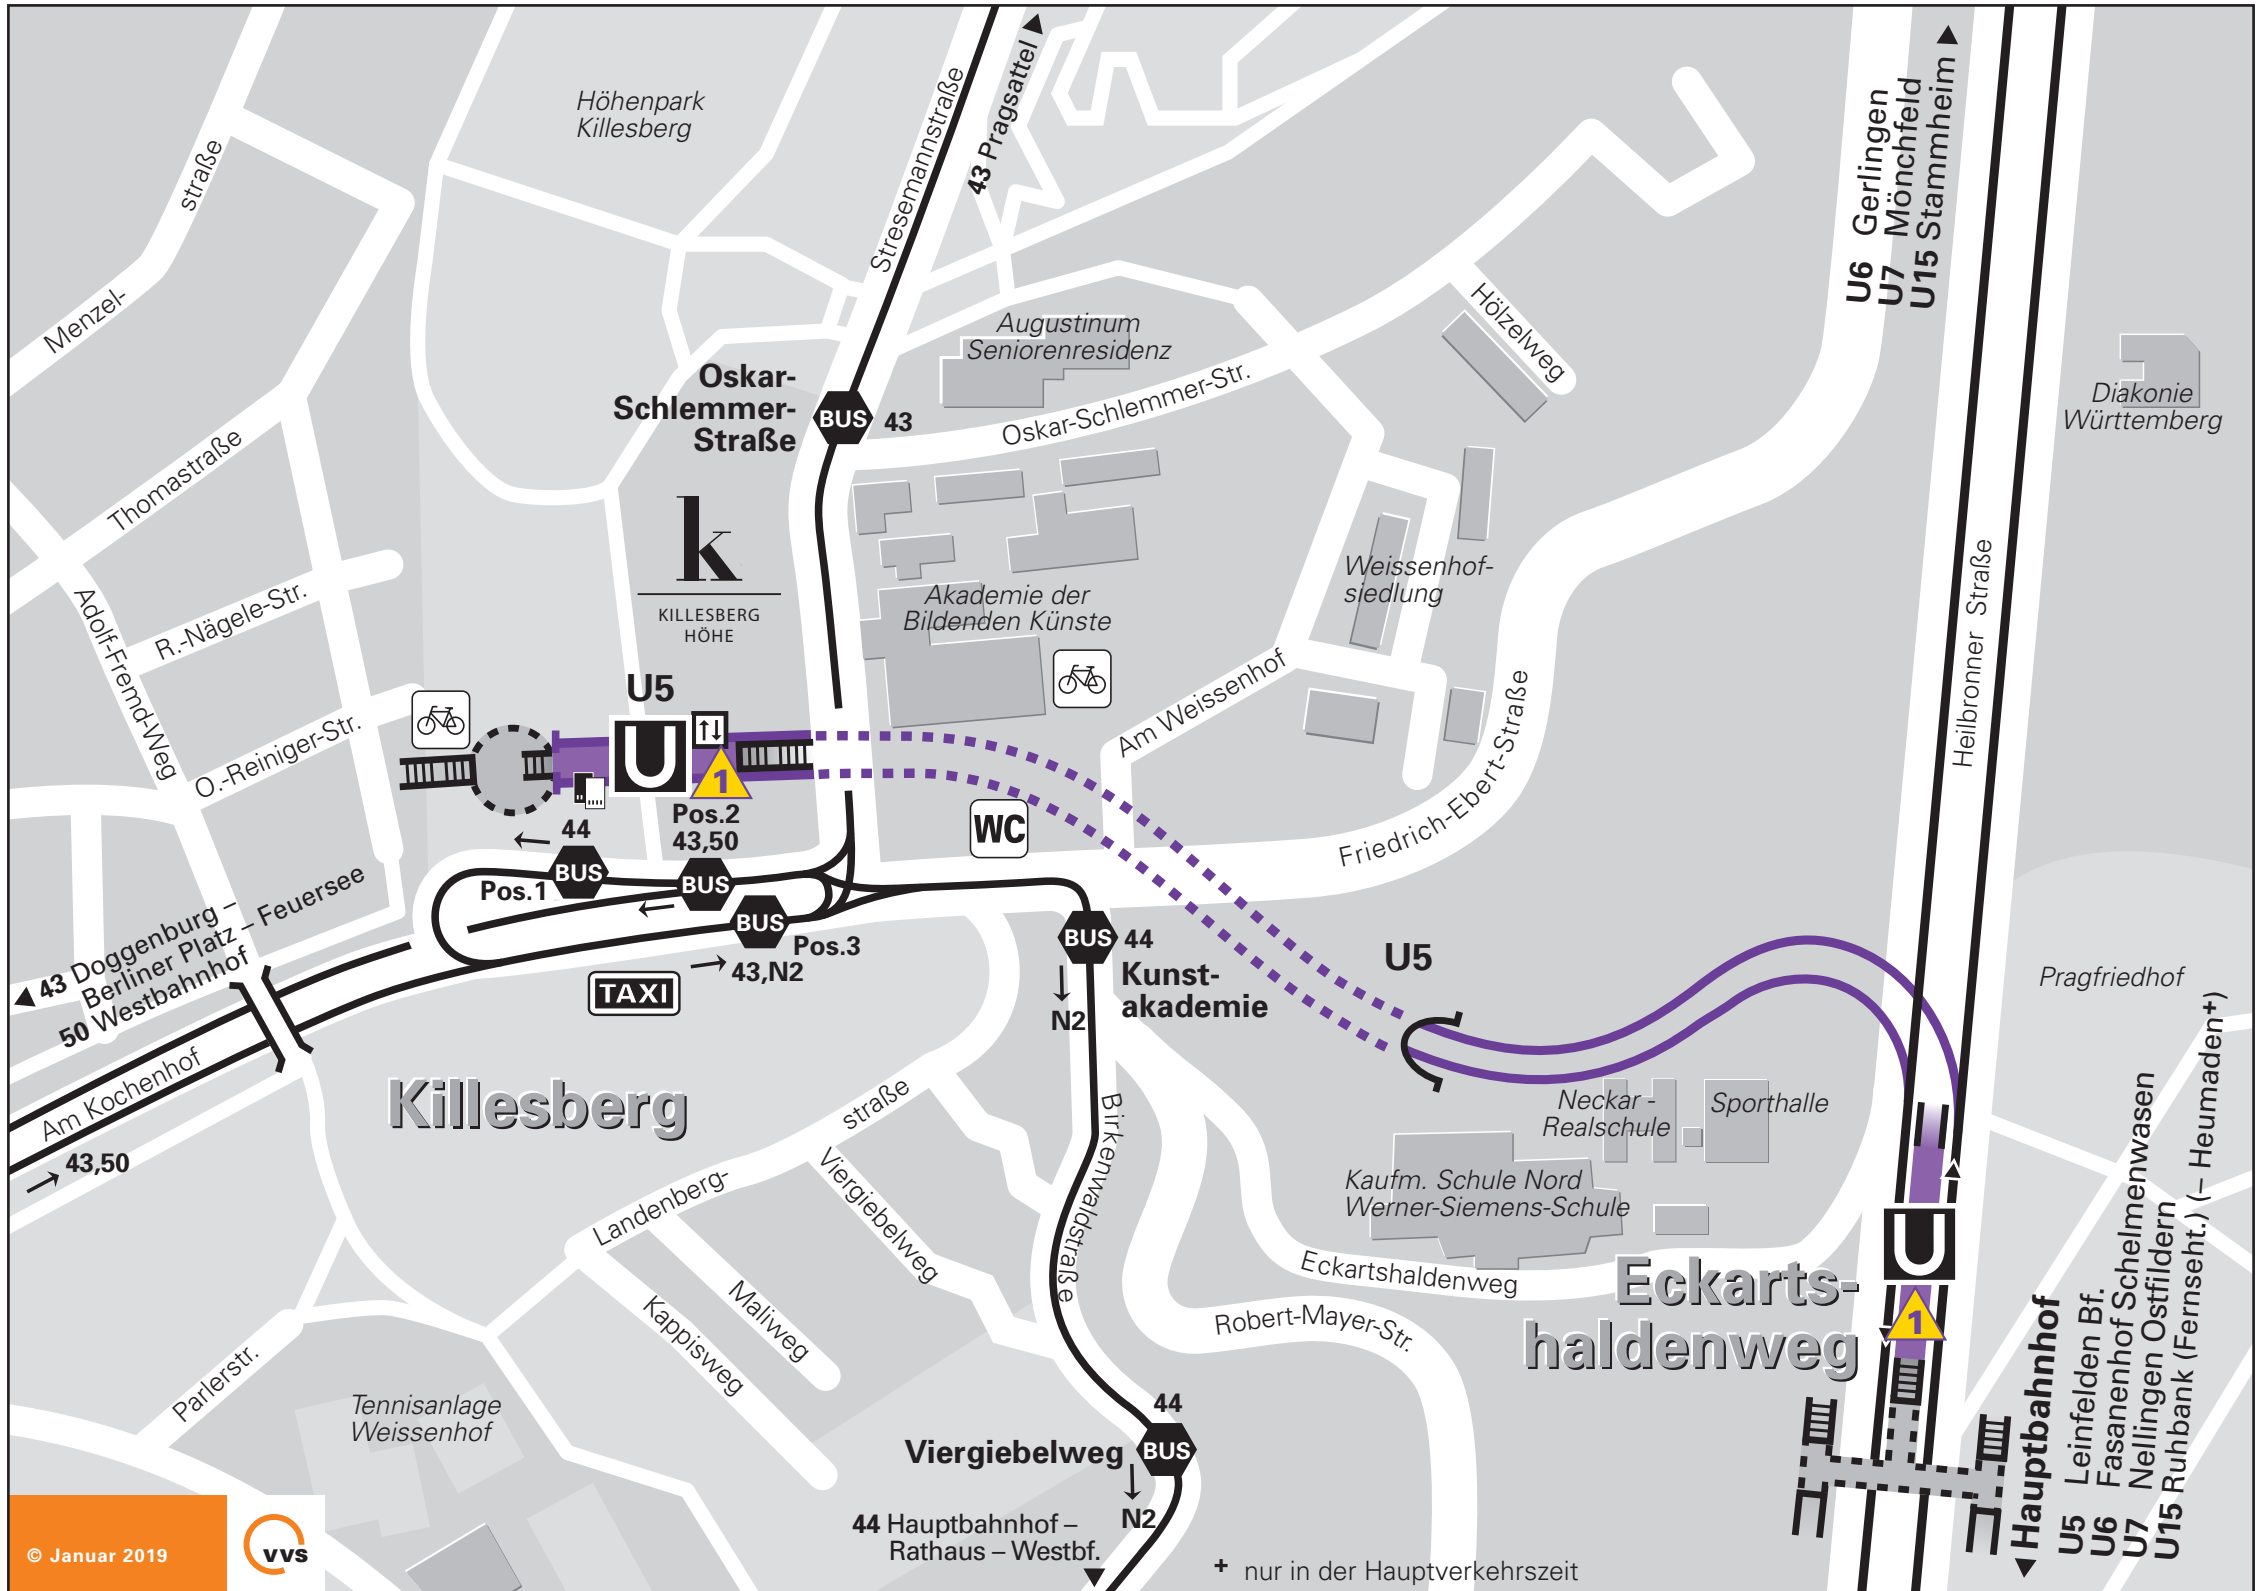 Höhenpark
Killesberg
Stresemannstraße
43 Pragsattel
U6 Gerlingen
U7 Mönchfeld
U15 Stammheim
Menzel-
straße
Thomastraße
Adolf-Fremd-Weg
R.-Nägele-Str.
O.-Reiniger-Str.
Oskar-
Schlemmer-
Straße
BUS
43
Augustinum
Seniorenresidenz
Oskar-Schlemmer-Str.
Hölzelweg
Diakonie
Württemberg
k
KILLESBERG
HÖHE
Akademie der
Bildenden Künste
Weissenhof-
siedlung
Am Weissenhof
Friedrich-Ebert-Straße
Heilbronner Straße
U5
U
1
Pos.2
43,50
44
BUS
Pos.1
BUS
BUS
Pos.3
43,N2
TAXI
WC
43 Doggenburg –
Berliner Platz – Feuersee
50 Westbahnhof
Am Kochenhof
43,50
Killesberg
BUS
44
Kunst-
akademie
N2
U5
Pragfriedhof
Neckar-
Realschule
Sporthalle
Kaufm. Schule Nord
Werner-Siemens-Schule
Eckartshaldenweg
Robert-Mayer-Str.
Birkenwaldstraße
Landenberg-
straße
Viergiebelweg
Maliweg
Kappisweg
Parlerstr.
Tennisanlage
Weissenhof
Eckarts-
haldenweg
U
1
Hauptbahnhof
U5 Leinfelden Bf.
U6 Fasanenhof Schelmenwasen
U7 Nellingen Ostfildern
U15 Ruhbank (Fernseht.) (– Heumaden+)
44
Viergiebelweg
BUS
N2
44 Hauptbahnhof –
Rathaus – Westbf.
+ nur in der Hauptverkehrszeit
© Januar 2019
vvs